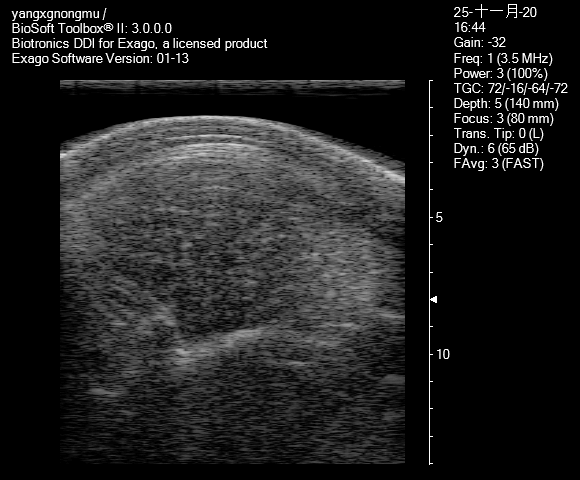 yangxgnongmu /
BioSoft Toolbox® II: 3.0.0.0
Biotronics DDI for Exago, a licensed product
Exago Software Version: 01-13
25-十一月-20
16:44
Gain: -32
Freq: 1 (3.5 MHz)
Power: 3 (100%)
TGC: 72/-16/-64/-72
Depth: 5 (140 mm)
Focus: 3 (80 mm)
Trans. Tip: 0 (L)
Dyn.: 6 (65 dB)
FAvg: 3 (FAST)
5
10